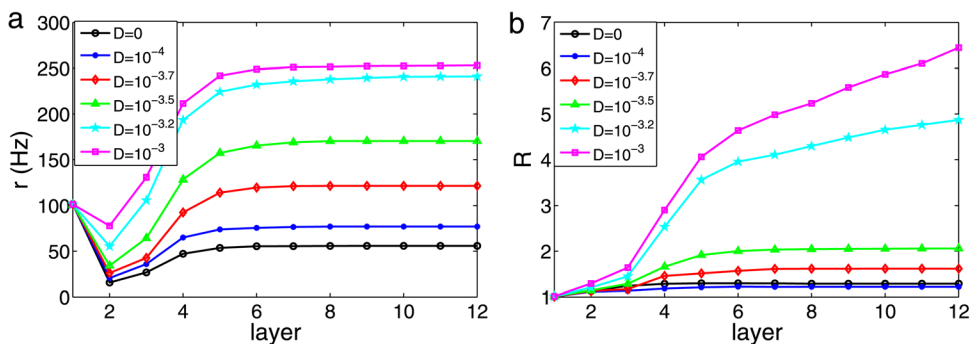 a
300
250
200
150
100
50
0
r (Hz)
D=0
D=10⁻⁴
D=10⁻³·⁷
D=10⁻³·⁵
D=10⁻³·²
D=10⁻³
2 4 6 8 10 12
layer
b
7
6
5
4
3
2
1
R
D=0
D=10⁻⁴
D=10⁻³·⁷
D=10⁻³·⁵
D=10⁻³·²
D=10⁻³
2 4 6 8 10 12
layer